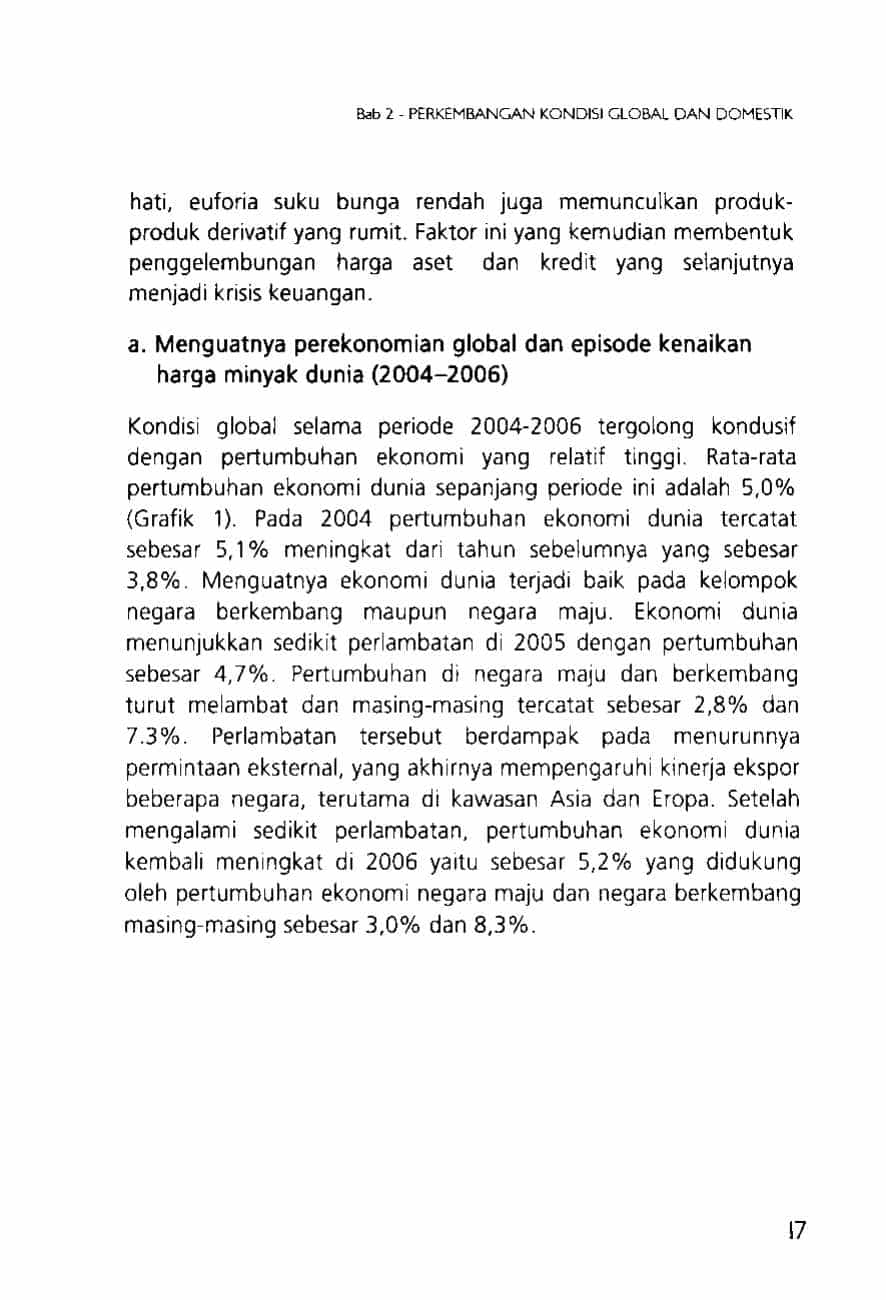 Bab 2 - PERKEMBANGAN KONDISI GLOBAL DAN DOMESTIK
hati, euforia suku bunga rendah juga memunculkan produk-
produk derivatif yang rumit. Faktor ini yang kemudian membentuk
penggelembungan harga aset dan kredit yang selanjutnya
menjadi krisis keuangan.
a. Menguatnya perekonomian global dan episode kenaikan
harga minyak dunia (2004–2006)
Kondisi global selama periode 2004-2006 tergolong kondusif
dengan pertumbuhan ekonomi yang relatif tinggi. Rata-rata
pertumbuhan ekonomi dunia sepanjang periode ini adalah 5,0%
(Grafik 1). Pada 2004 pertumbuhan ekonomi dunia tercatat
sebesar 5,1% meningkat dari tahun sebelumnya yang sebesar
3,8%. Menguatnya ekonomi dunia terjadi baik pada kelompok
negara berkembang maupun negara maju. Ekonomi dunia
menunjukkan sedikit perlambatan di 2005 dengan pertumbuhan
sebesar 4,7%. Pertumbuhan di negara maju dan berkembang
turut melambat dan masing-masing tercatat sebesar 2,8% dan
7.3%. Perlambatan tersebut berdampak pada menurunnya
permintaan eksternal, yang akhirnya mempengaruhi kinerja ekspor
beberapa negara, terutama di kawasan Asia dan Eropa. Setelah
mengalami sedikit perlambatan, pertumbuhan ekonomi dunia
kembali meningkat di 2006 yaitu sebesar 5,2% yang didukung
oleh pertumbuhan ekonomi negara maju dan negara berkembang
masing-masing sebesar 3,0% dan 8,3%.
17